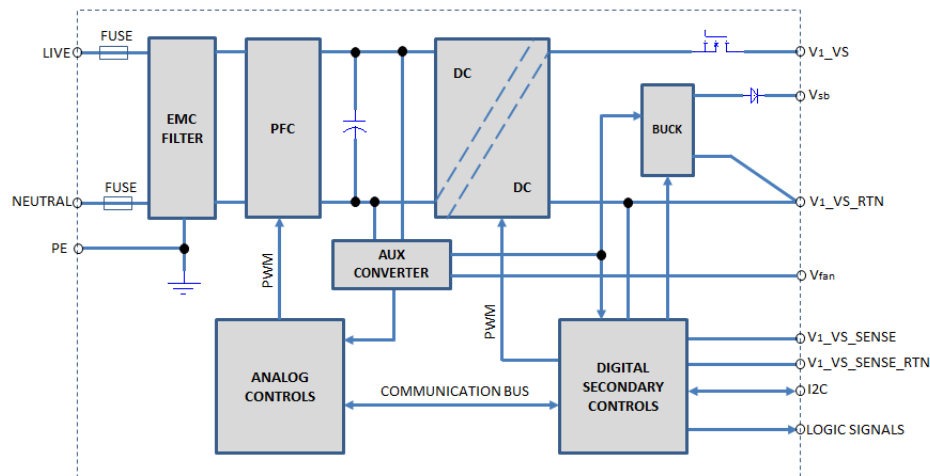 FUSE
LIVE
V1_VS
DC
Vsb
EMC
FILTER
PFC
BUCK
DC
FUSE
NEUTRAL
V1_VS_RTN
PE
AUX
CONVERTER
PWM
Vfan
PWM
V1_VS_SENSE
V1_VS_SENSE_RTN
ANALOG
CONTROLS
DIGITAL
SECONDARY
CONTROLS
COMMUNICATION BUS
I2C
LOGIC SIGNALS